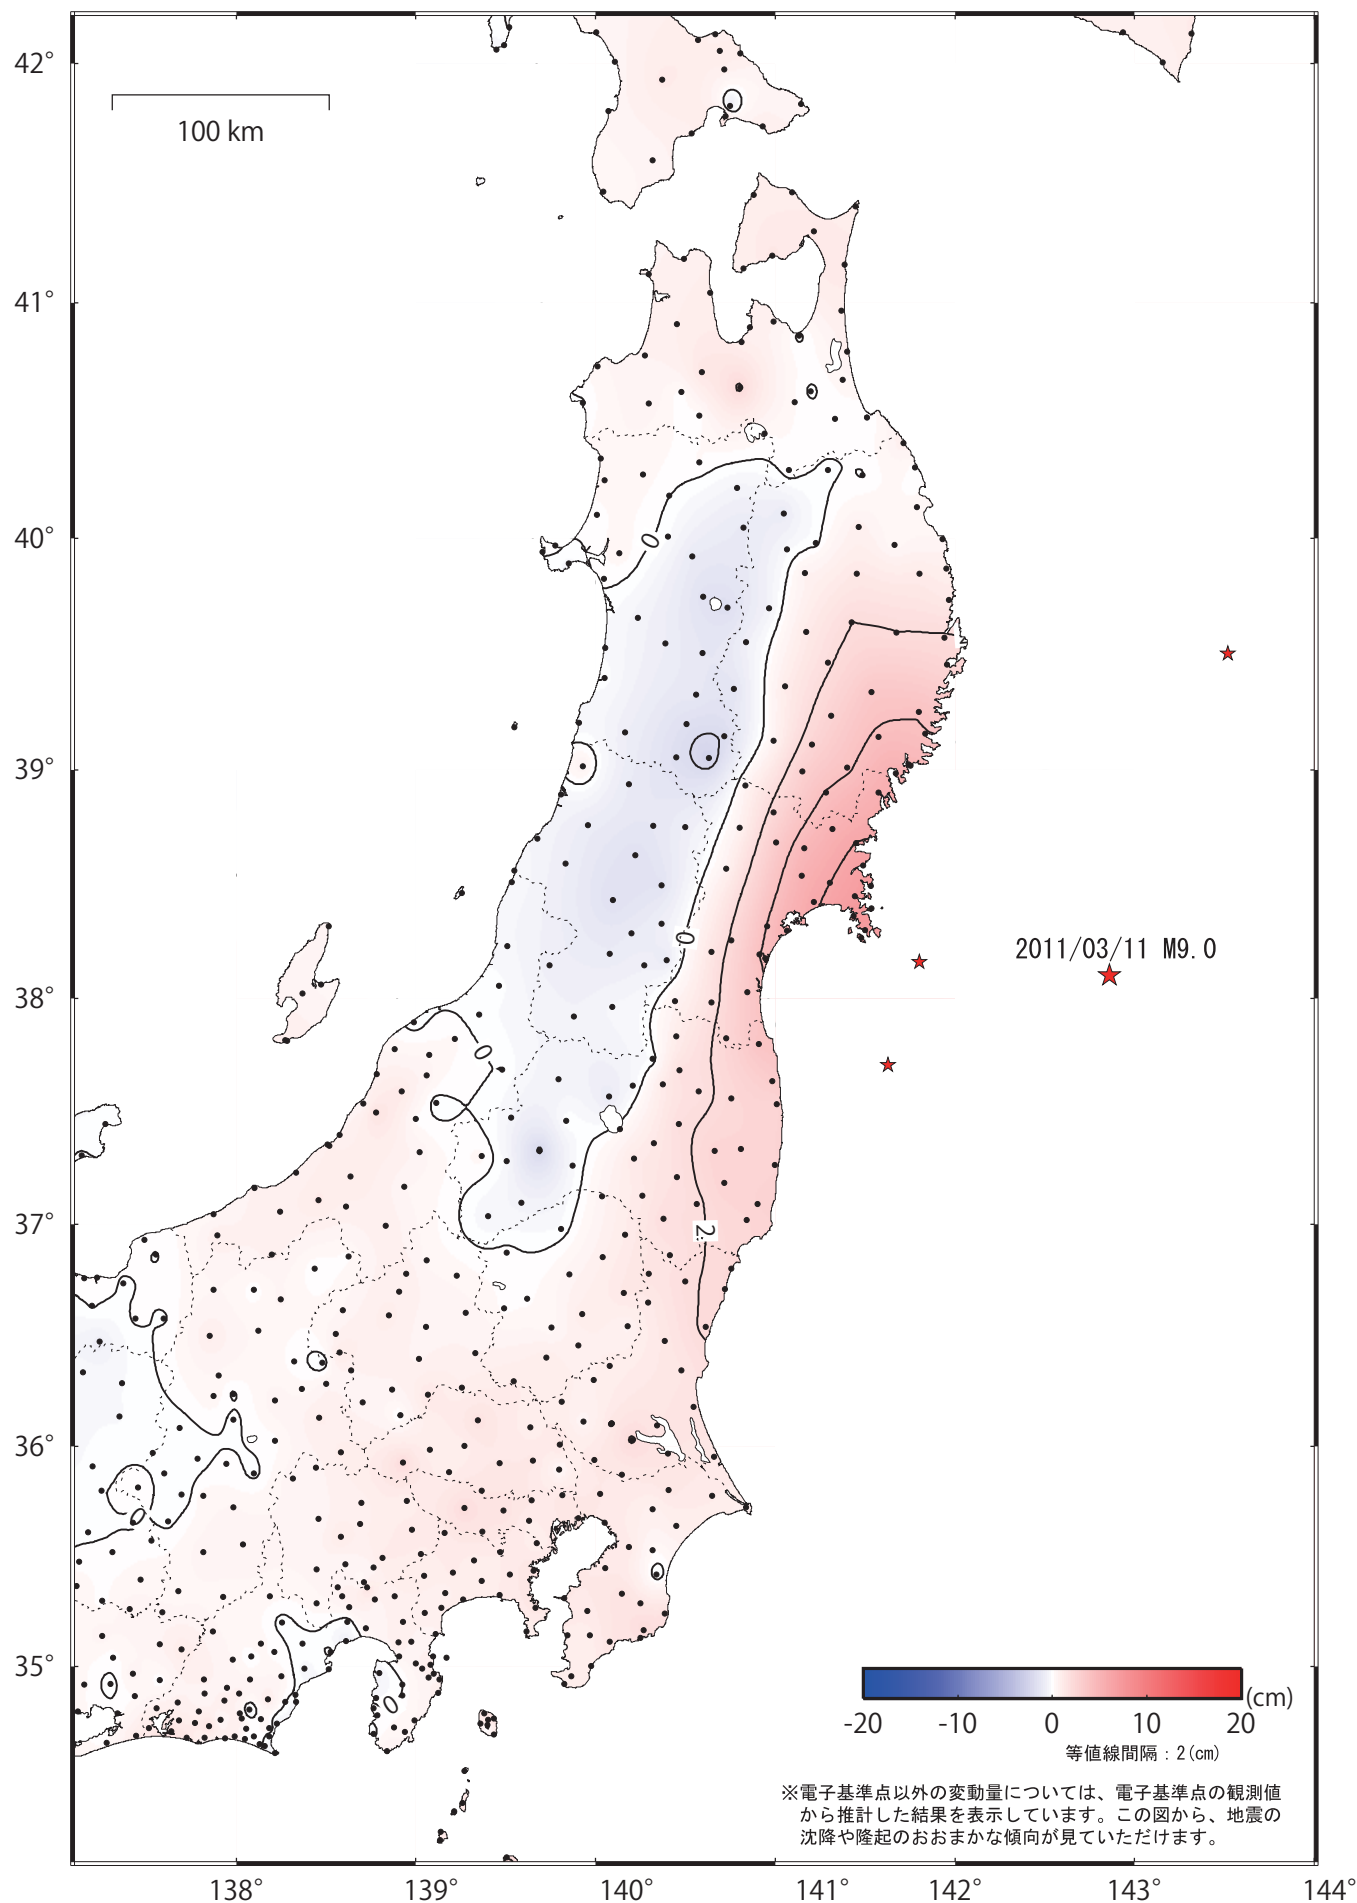 42°
100 km
41°
40°
0
39°
0
2011/03/11 M9.0
38°
0
37°
2.
36°
0
35°
0
(cm)
-20 -10 0 10 20
等値線間隔：2(cm)
※電子基準点以外の変動量については、電子基準点の観測値
から推計した結果を表示しています。この図から、地震の
沈降や隆起のおおまかな傾向が見ていただけます。
138° 139° 140° 141° 142° 143° 144°